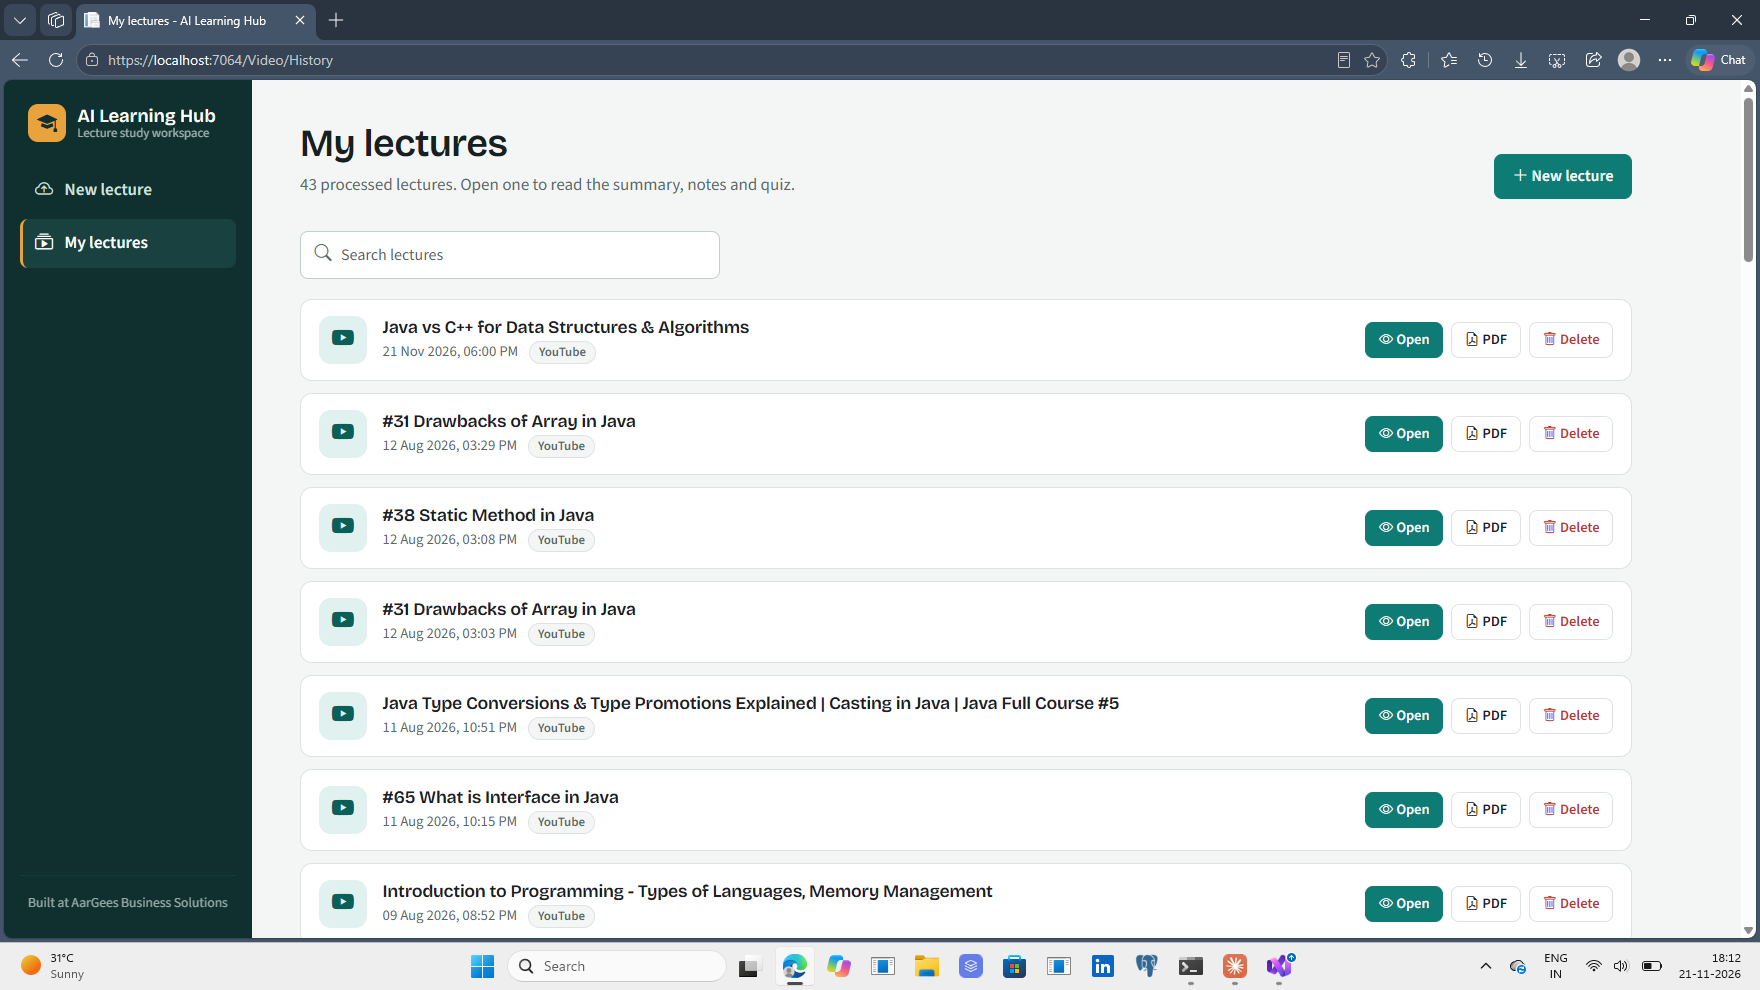 My lectures - AI Learning Hub
https://localhost:7064/Video/History
Chat
AI Learning Hub
Lecture study workspace
New lecture
My lectures
Built at AarGees Business Solutions
My lectures
43 processed lectures. Open one to read the summary, notes and quiz.
+ New lecture
Search lectures
Java vs C++ for Data Structures & Algorithms
21 Nov 2026, 06:00 PM YouTube
Open PDF Delete
#31 Drawbacks of Array in Java
12 Aug 2026, 03:29 PM YouTube
Open PDF Delete
#38 Static Method in Java
12 Aug 2026, 03:08 PM YouTube
Open PDF Delete
#31 Drawbacks of Array in Java
12 Aug 2026, 03:03 PM YouTube
Open PDF Delete
Java Type Conversions & Type Promotions Explained | Casting in Java | Java Full Course #5
11 Aug 2026, 10:51 PM YouTube
Open PDF Delete
#65 What is Interface in Java
11 Aug 2026, 10:15 PM YouTube
Open PDF Delete
Introduction to Programming - Types of Languages, Memory Management
09 Aug 2026, 08:52 PM YouTube
Open PDF Delete
31°C
Sunny
Search
ENG
IN
18:12
21-11-2026